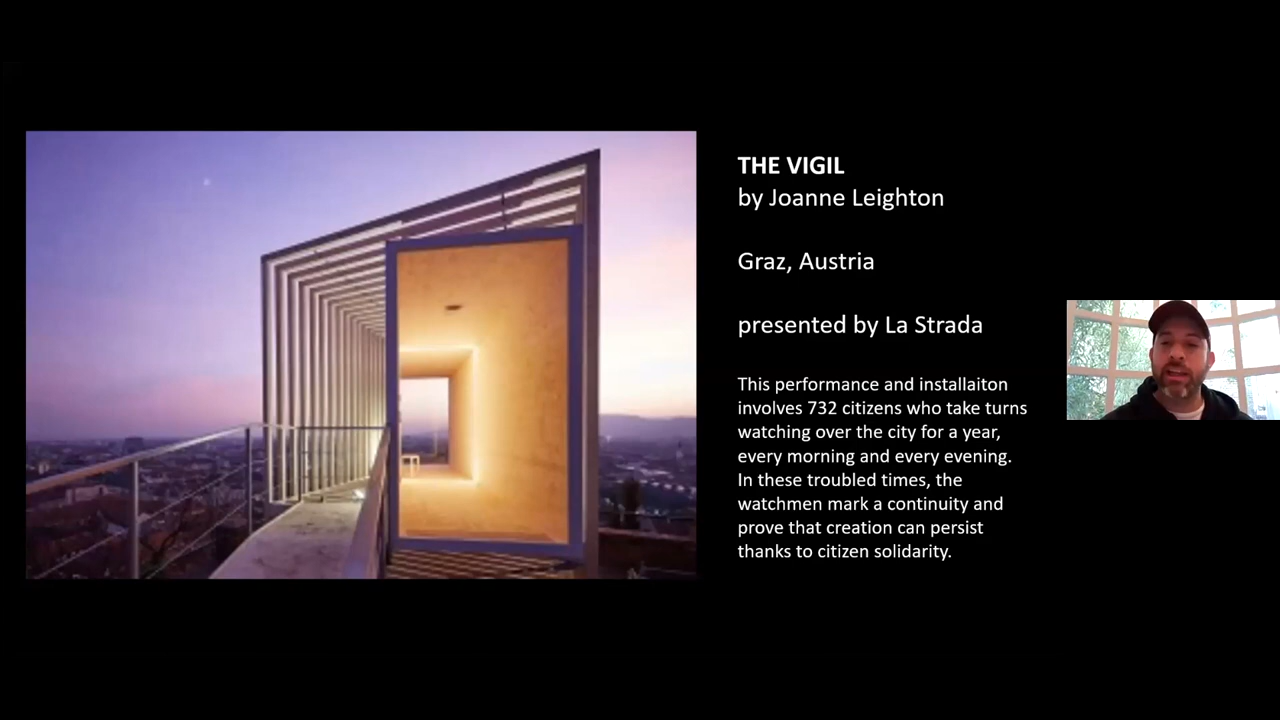 THE VIGIL
by Joanne Leighton
Graz, Austria
presented by La Strada
This performance and installaiton
involves 732 citizens who take turns
watching over the city for a year,
every morning and every evening.
In these troubled times, the
watchmen mark a continuity and
prove that creation can persist
thanks to citizen solidarity.